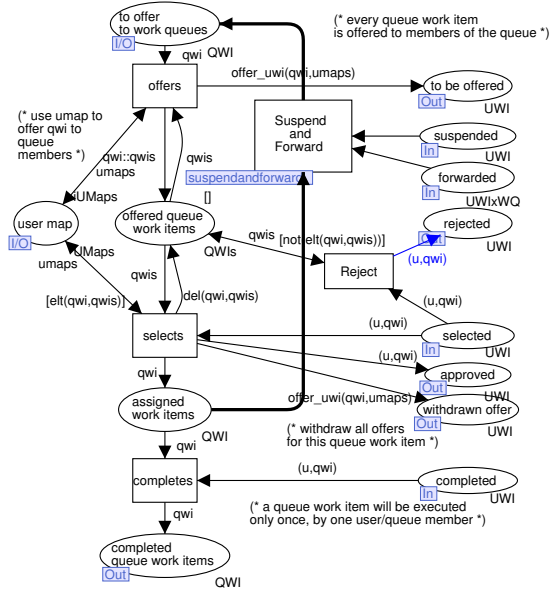 to offer
to work queues
I/O
QWI
(* every queue work item
is offered to members of the queue *)
qwi
offers
offer_uwi(qwi,umaps)
to be offered
Out
UWI
(* use umap to
offer qwi to
queue
members *)
Suspend
and
Forward
suspendandforward
suspended
In
UWI
qwi::qwis
umaps
qwis
forwarded
In
UWIxWQ
iUMaps
[]
user map
I/O
UMaps
umaps
offered queue
work items
QWIs
qwis
[not(elt(qwi,qwis))]
rejected
Out
UWI
(u,qwi)
Reject
qwis
[elt(qwi,qwis)]
del(qwi,qwis)
(u,qwi)
selects
(u,qwi)
selected
In
UWI
(u,qwi)
approved
Out
UWI
qwi
offer_uwi(qwi,umaps)
withdrawn offer
Out
UWI
assigned
work items
QWI
(* withdraw all offers
for this queue work item *)
qwi
completes
(u,qwi)
completed
In
UWI
qwi
(* a queue work item will be executed
only once, by one user/queue member *)
completed
queue work items
Out
QWI